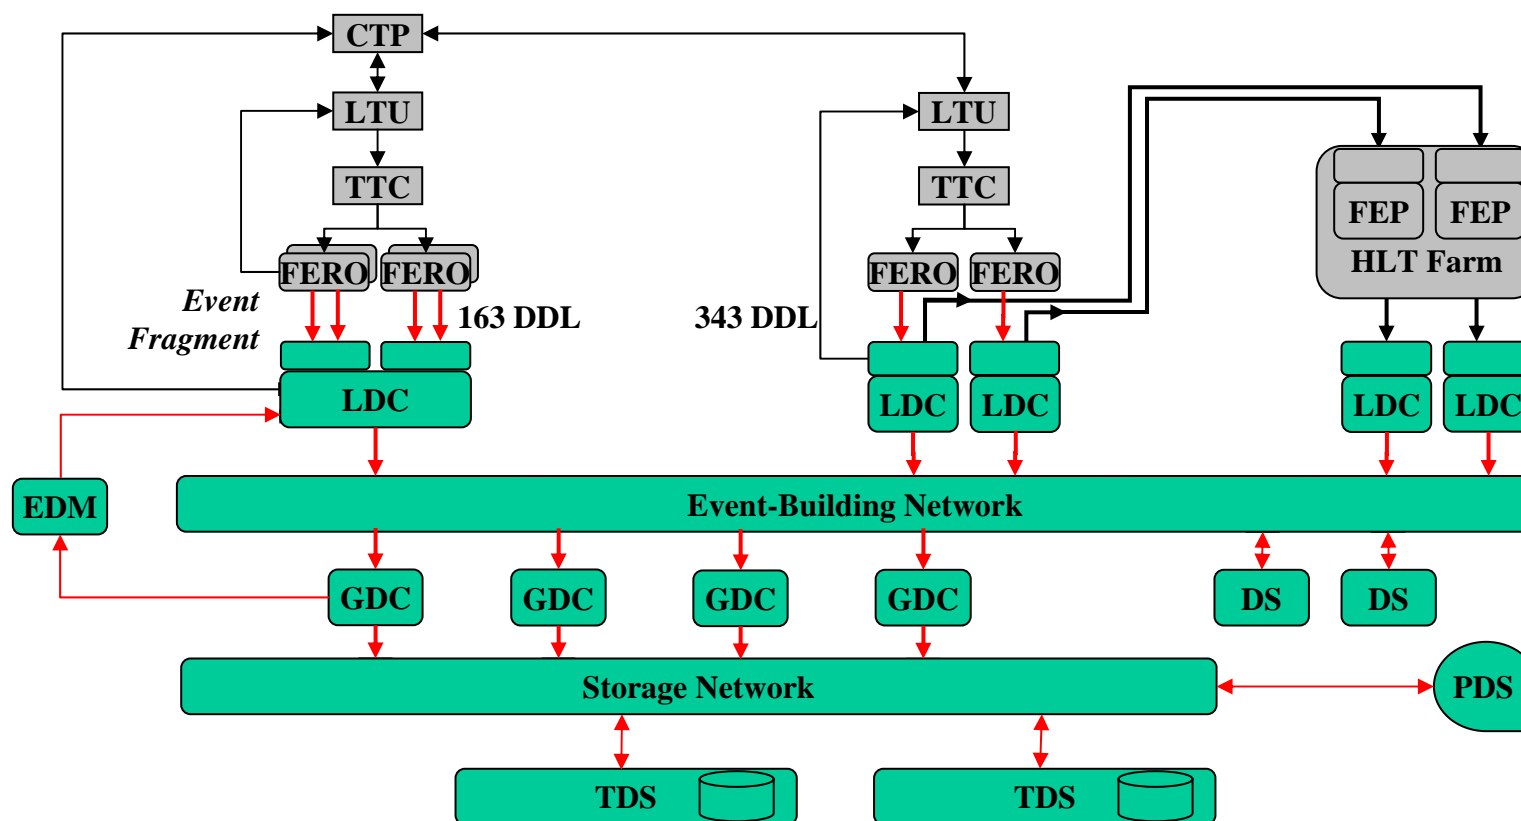 CTP
LTU
LTU
TTC
TTC
FEP
FEP
FERO
FERO
FERO
FERO
HLT Farm
Event
Fragment
163 DDL
343 DDL
LDC
LDC
LDC
LDC
LDC
EDM
Event-Building Network
GDC
GDC
GDC
GDC
DS
DS
Storage Network
PDS
TDS
TDS